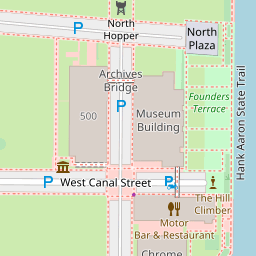 North
Hopper
North
Plaza
Archives
Bridge
Founders
Terrace
500
Museum
Building
Hank Aaron State Trail
West Canal Street
The Hill
Climber
Motor
Bar & Restaurant
Chrome